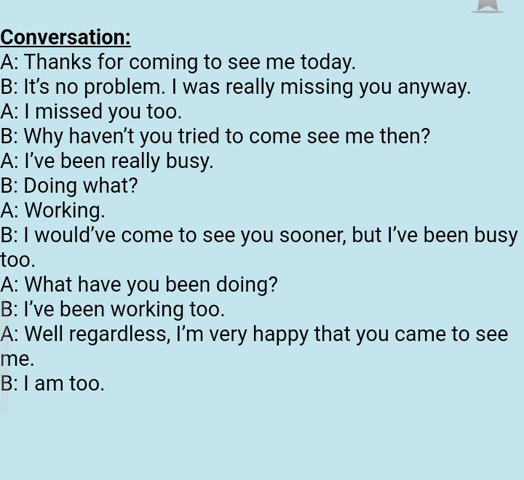 Conversation:
A: Thanks for coming to see me today.
B: It’s no problem. I was really missing you anyway.
A: I missed you too.
B: Why haven’t you tried to come see me then?
A: I’ve been really busy.
B: Doing what?
A: Working.
B: I would’ve come to see you sooner, but I’ve been busy
too.
A: What have you been doing?
B: I’ve been working too.
A: Well regardless, I’m very happy that you came to see
me.
B: I am too.